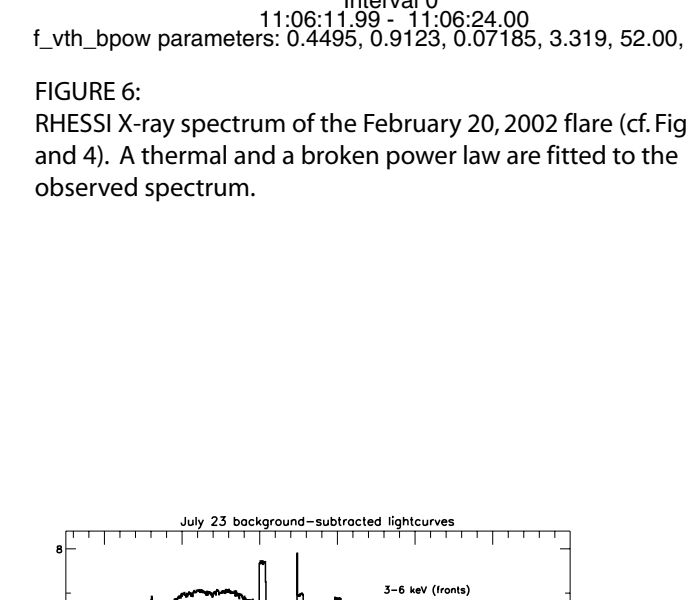 Interval 0
11:06:11.99 - 11:06:24.00
f_vth_bpow parameters: 0.4495, 0.9123, 0.07185, 3.319, 52.00,
FIGURE 6:
RHESSI X-ray spectrum of the February 20, 2002 flare (cf. Fig
and 4). A thermal and a broken power law are fitted to the
observed spectrum.
July 23 background-subtracted lightcurves
8
3-6 keV (fronts)